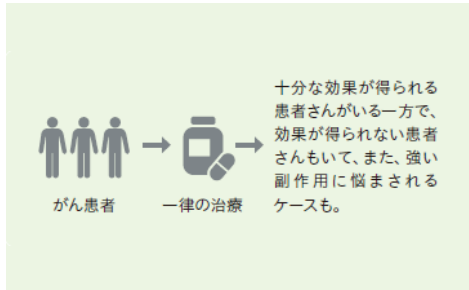 がん患者
一律の治療
十分な効果が得られる
患者さんがいる一方で、
効果が得られない患者
さんもいて、また、強い
副作用に悩まされる
ケースも。